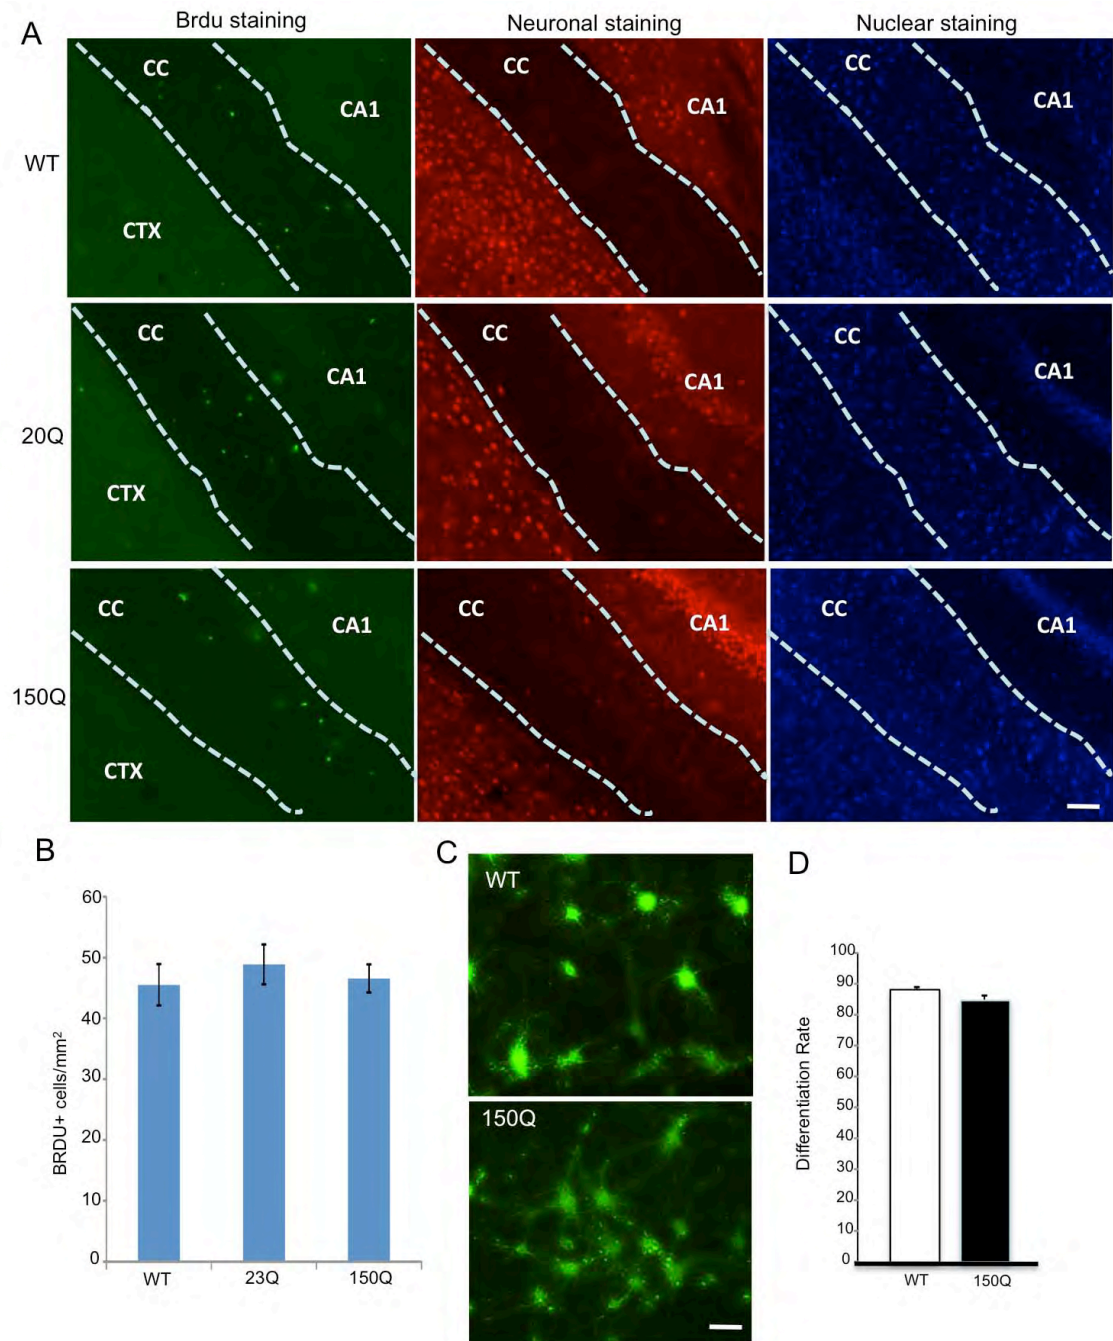 A
Brdu staining Neuronal staining Nuclear staining
WT
CC CA1 CTX
CC CA1
CC CA1
20Q
CC CA1 CTX
CC CA1
CC CA1
150Q
CC CA1 CTX
CC CA1
CC CA1
B
BRDU+ cells/mm²
60
50
40
30
20
10
0
WT 23Q 150Q
C
WT
150Q
D
Differentiation Rate
100
90
80
70
60
50
40
80
20
10
0
WT 150Q